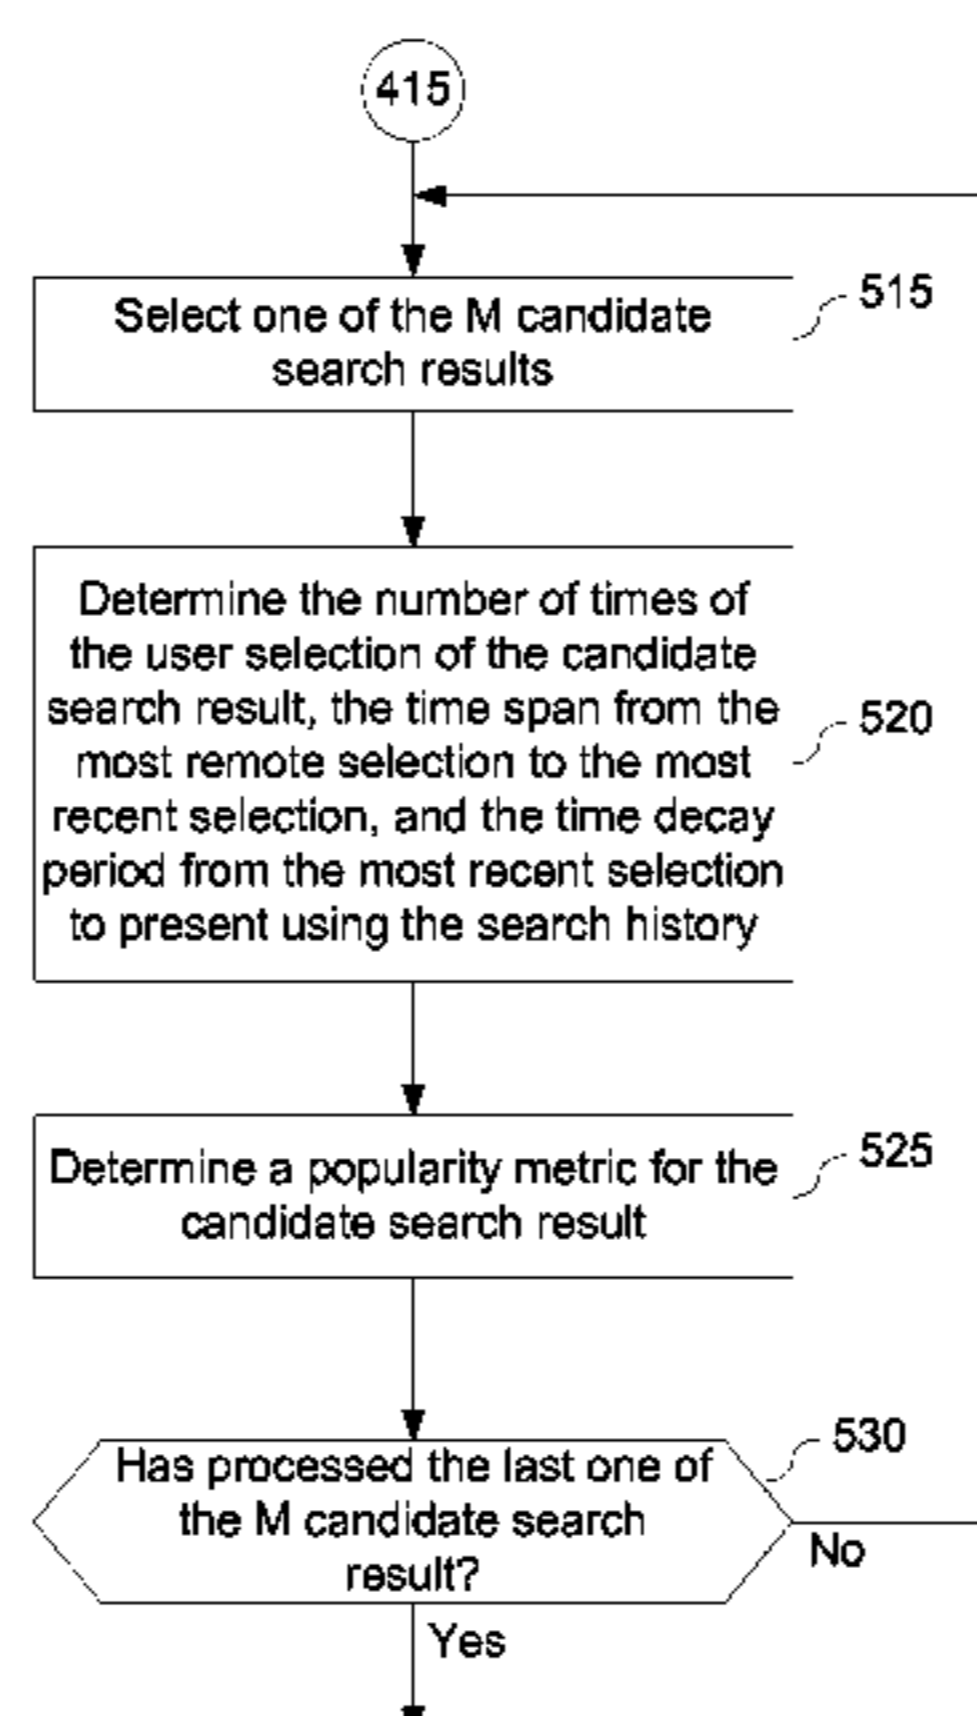 415
Select one of the M candidate
search results
515
Determine the number of times of
the user selection of the candidate
search result, the time span from the
most remote selection to the most
recent selection, and the time decay
period from the most recent selection
to present using the search history
520
Determine a popularity metric for the
candidate search result
525
Has processed the last one of
the M candidate search
result?
530
No
Yes